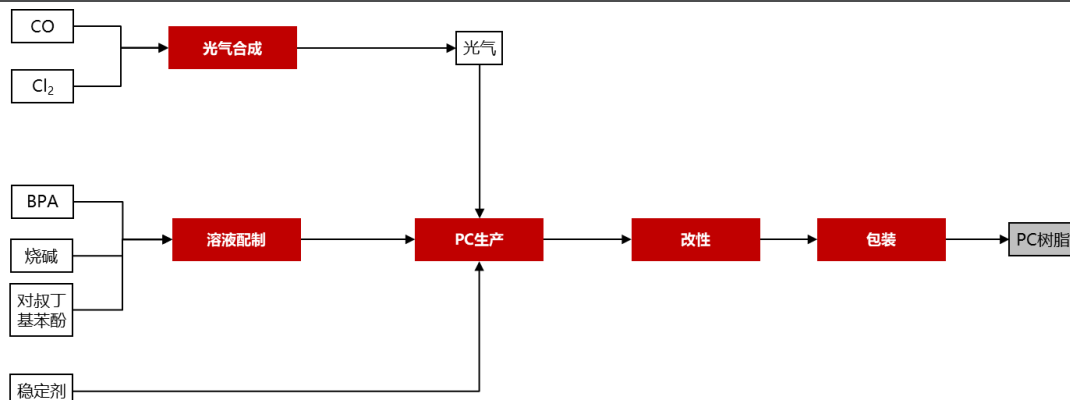 CO
光气合成
光气
Cl₂
BPA
烧碱
对叔丁
基苯酚
溶液配制
PC生产
改性
包装
PC树脂
稳定剂